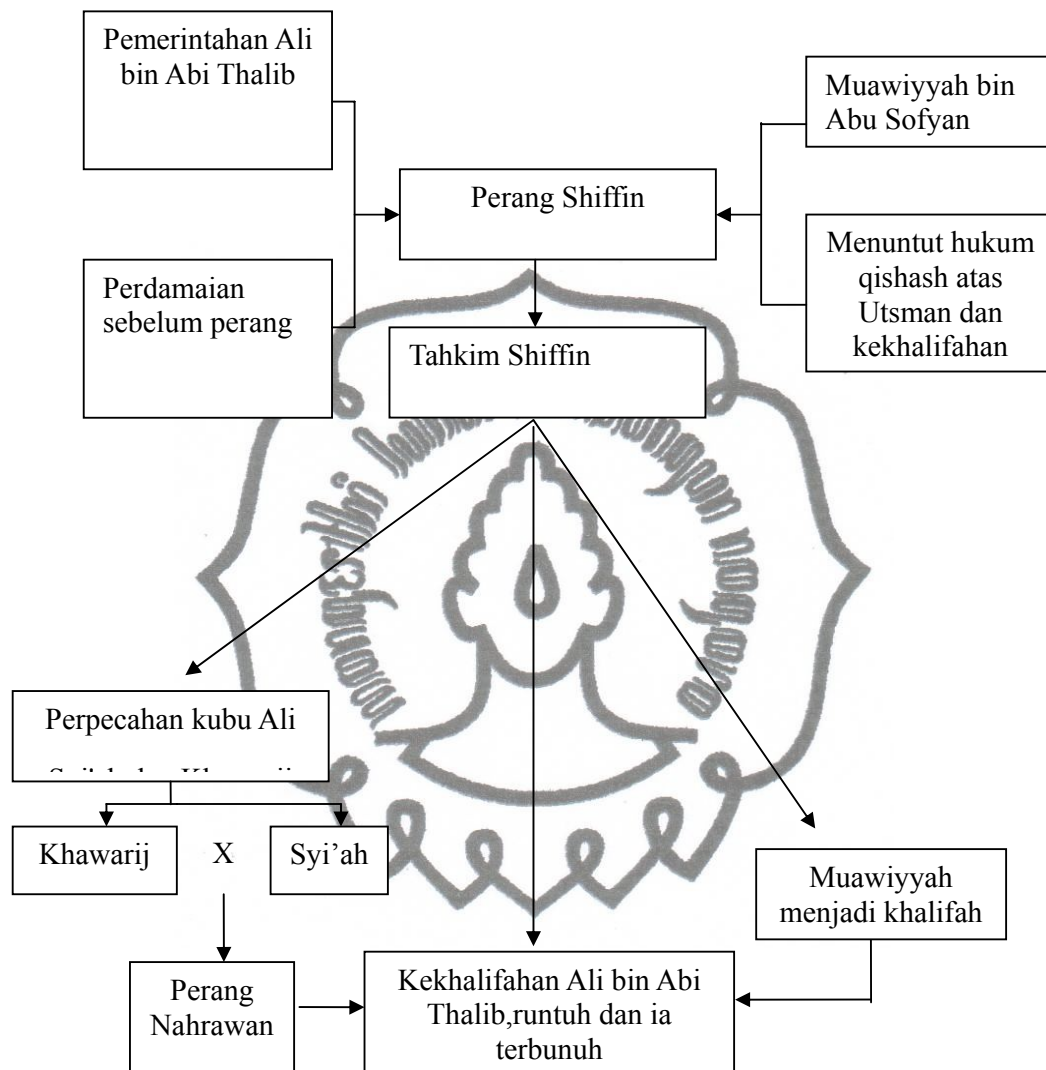 Pemerintahan Ali
bin Abi Thalib
Muawiyyah bin
Abu Sofyan
Perang Shiffin
Menuntut hukum
qishash atas
Utsman dan
kekhalifahan
Perdamaian
sebelum perang
Tahkim Shiffin
Perpecahan kubu Ali
Khawarij
X
Syi’ah
Muawiyyah
menjadi khalifah
Perang
Nahrawan
Kekhalifahan Ali bin Abi
Thalib,runtuh dan ia
terbunuh